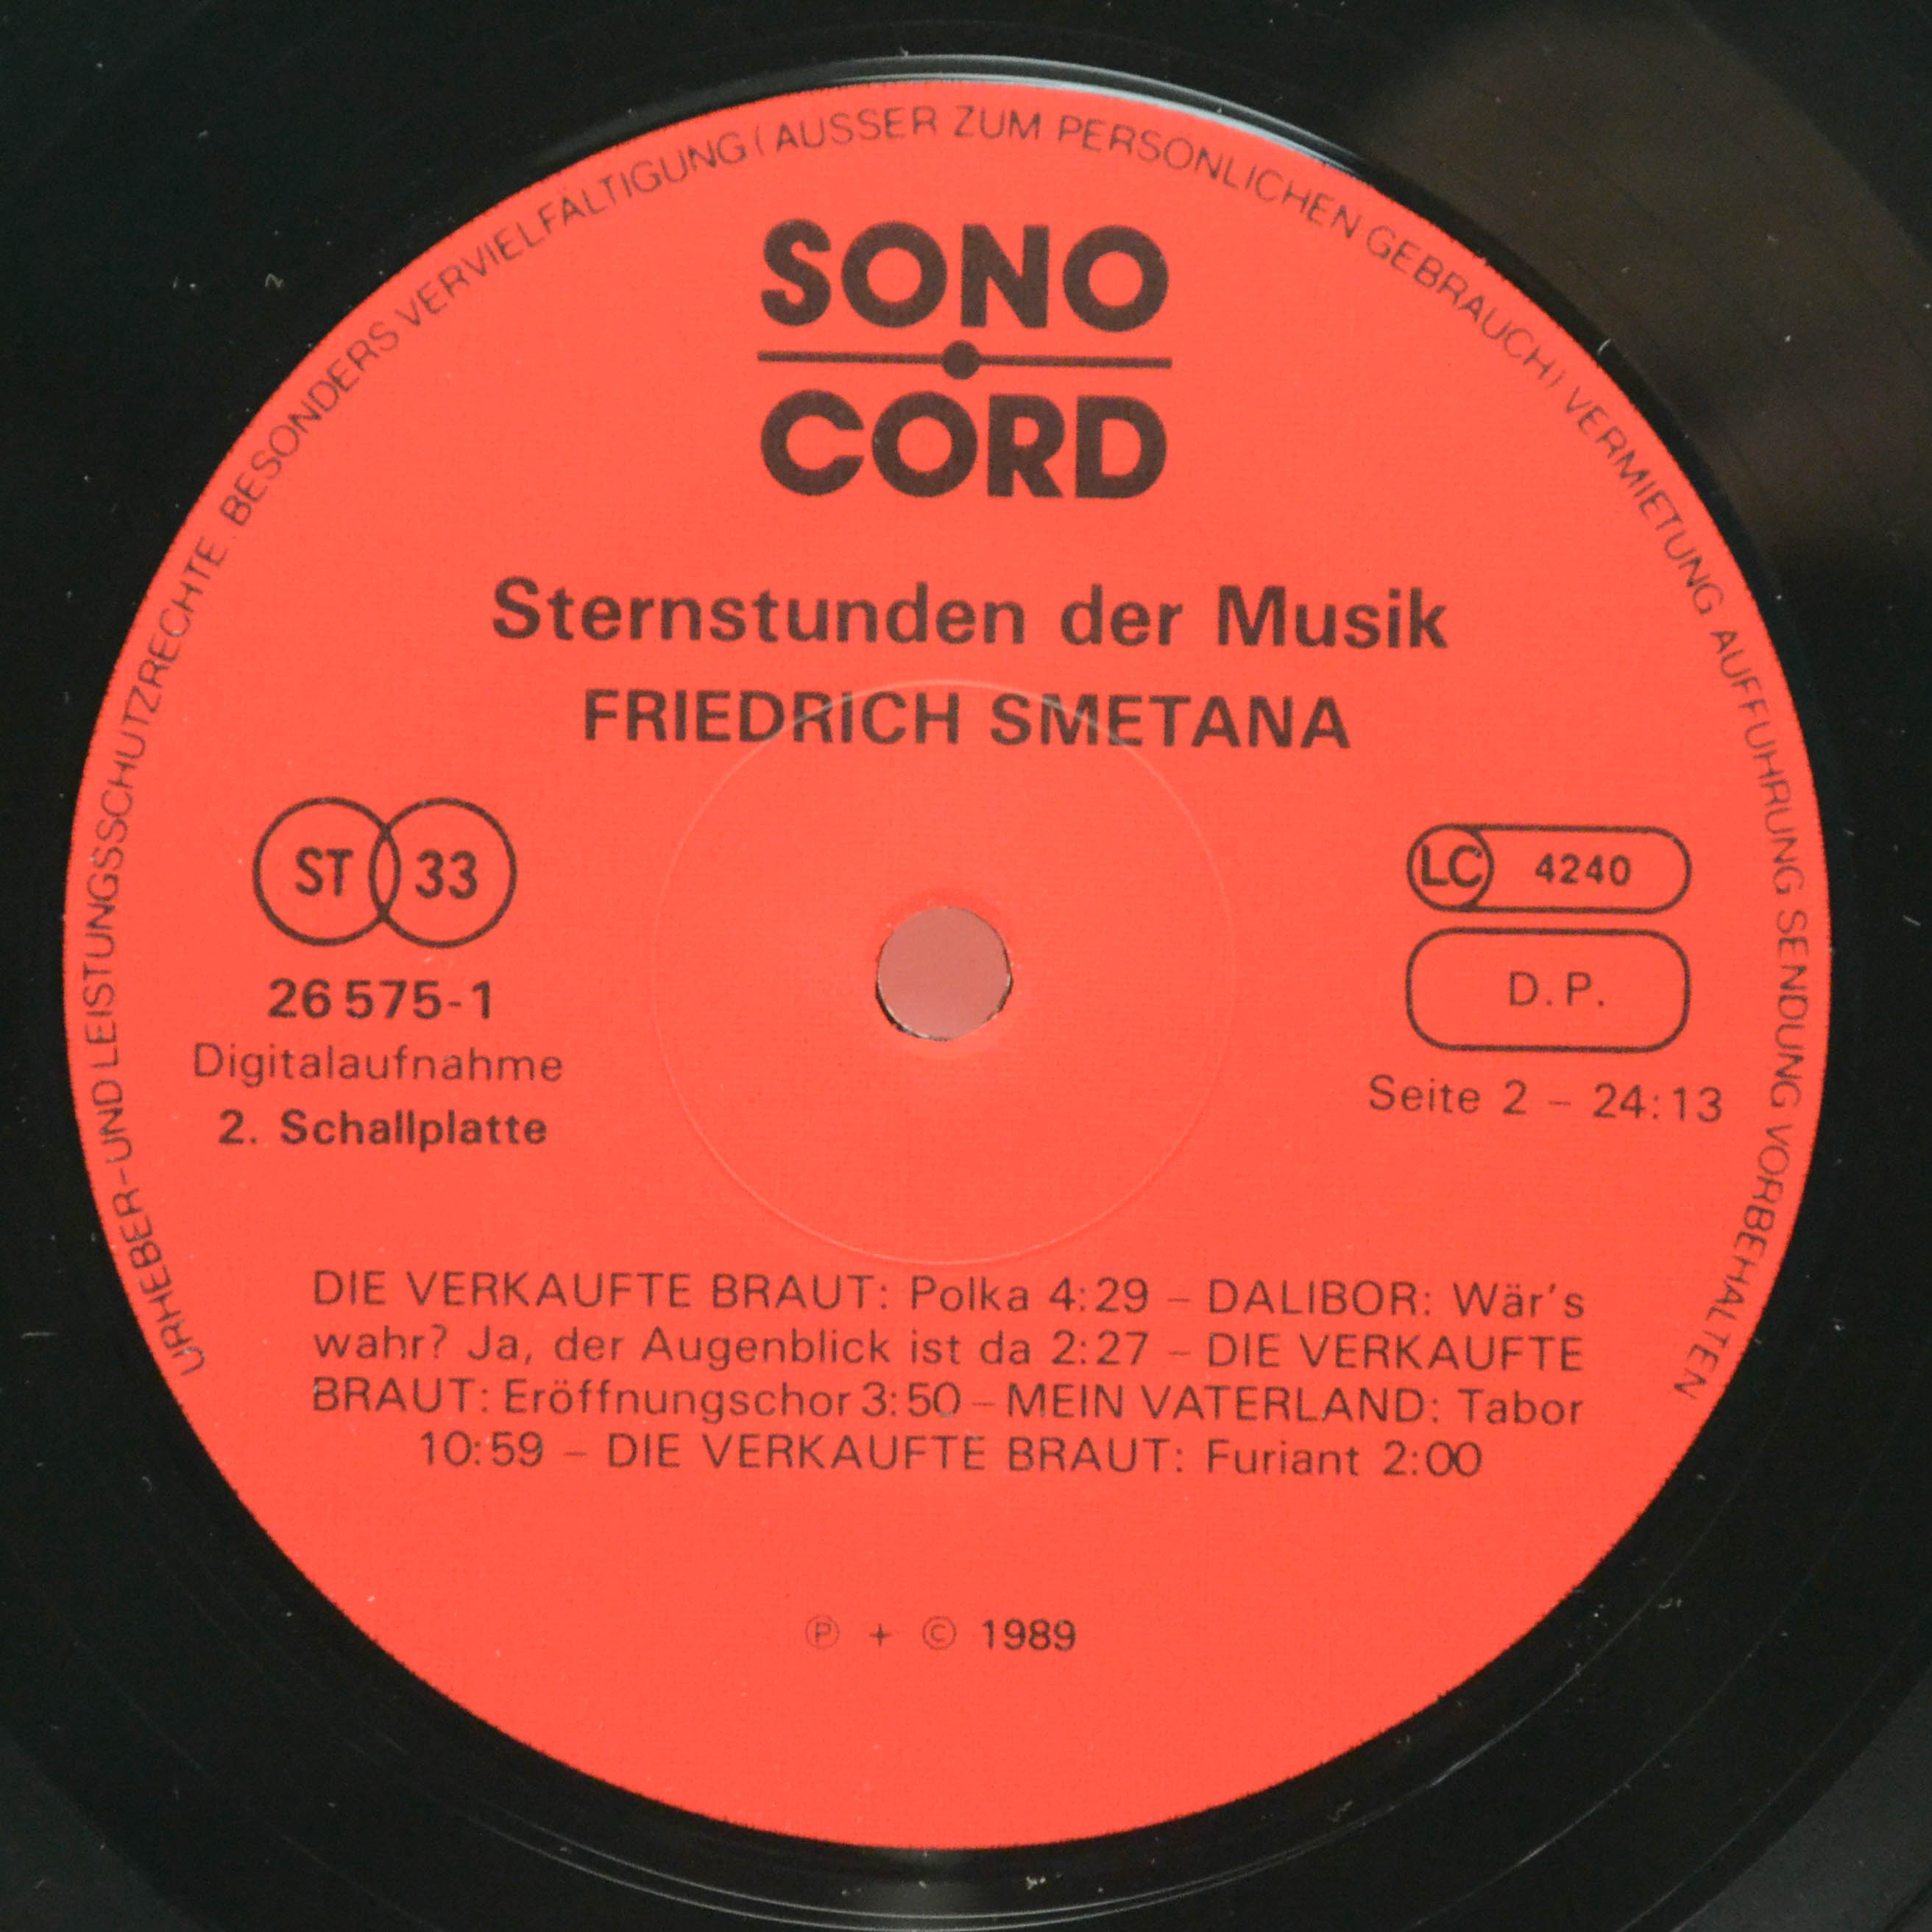 URHEBER-UND LEISTUNGSSCHUTZRECHTE. BESONDERS VERVIELFÄLTIGUNG (AUSSER ZUM PERSONLICHEN GEBRAUCH) VERMIETUNG AUFFUHRUNG SENDUNG VORBEHALTEN
SONO
CORD
Sternstunden der Musik
FRIEDRICH SMETANA
ST 33
26 575-1
Digitalaufnahme
2. Schallplatte
LC 4240
D.P.
Seite 2 – 24:13
DIE VERKAUFTE BRAUT: Polka 4:29 – DALIBOR: Wär's
wahr? Ja, der Augenblick ist da 2:27 – DIE VERKAUFTE
BRAUT: Eröffnungschor 3:50 – MEIN VATERLAND: Tabor
10:59 – DIE VERKAUFTE BRAUT: Furiant 2:00
℗ + © 1989